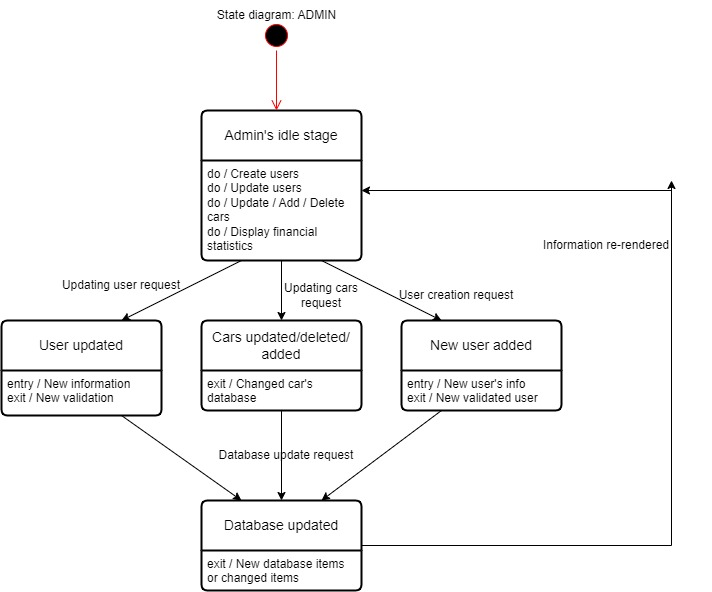 State diagram: ADMIN
Admin's idle stage
do / Create users
do / Update users
do / Update / Add / Delete
cars
do / Display financial
statistics
Information re-rendered
Updating user request
Updating cars
request
User creation request
User updated
entry / New information
exit / New validation
Cars updated/deleted/
added
exit / Changed car's
database
New user added
entry / New user's info
exit / New validated user
Database update request
Database updated
exit / New database items
or changed items